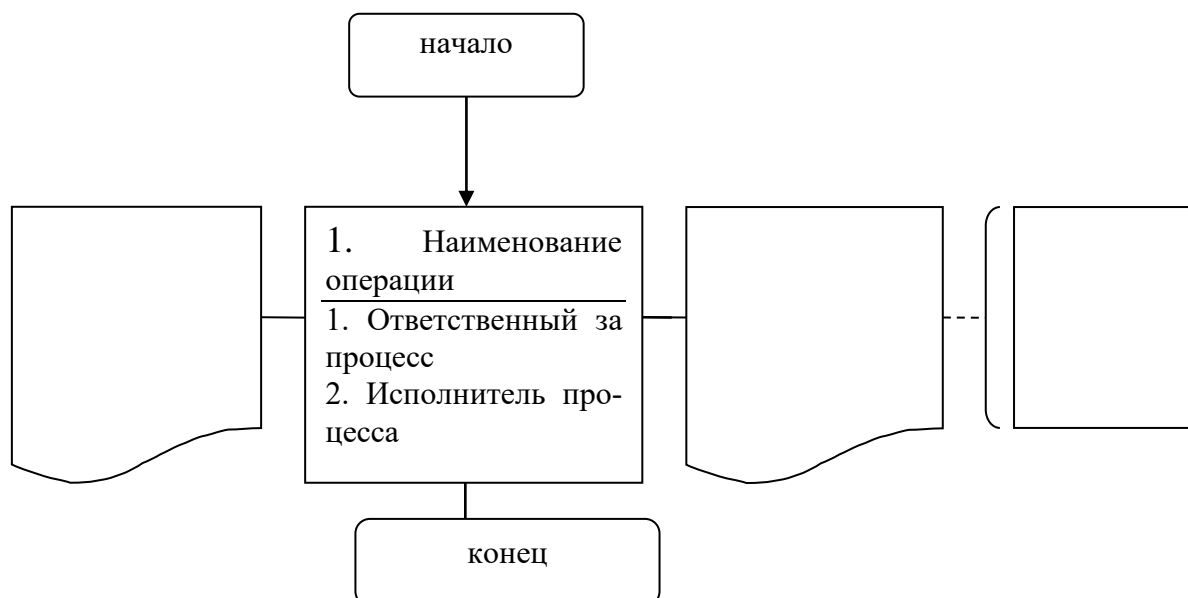 начало
1. Наименование
операции
1. Ответственный за
процесс
2. Исполнитель про-
цесса
конец